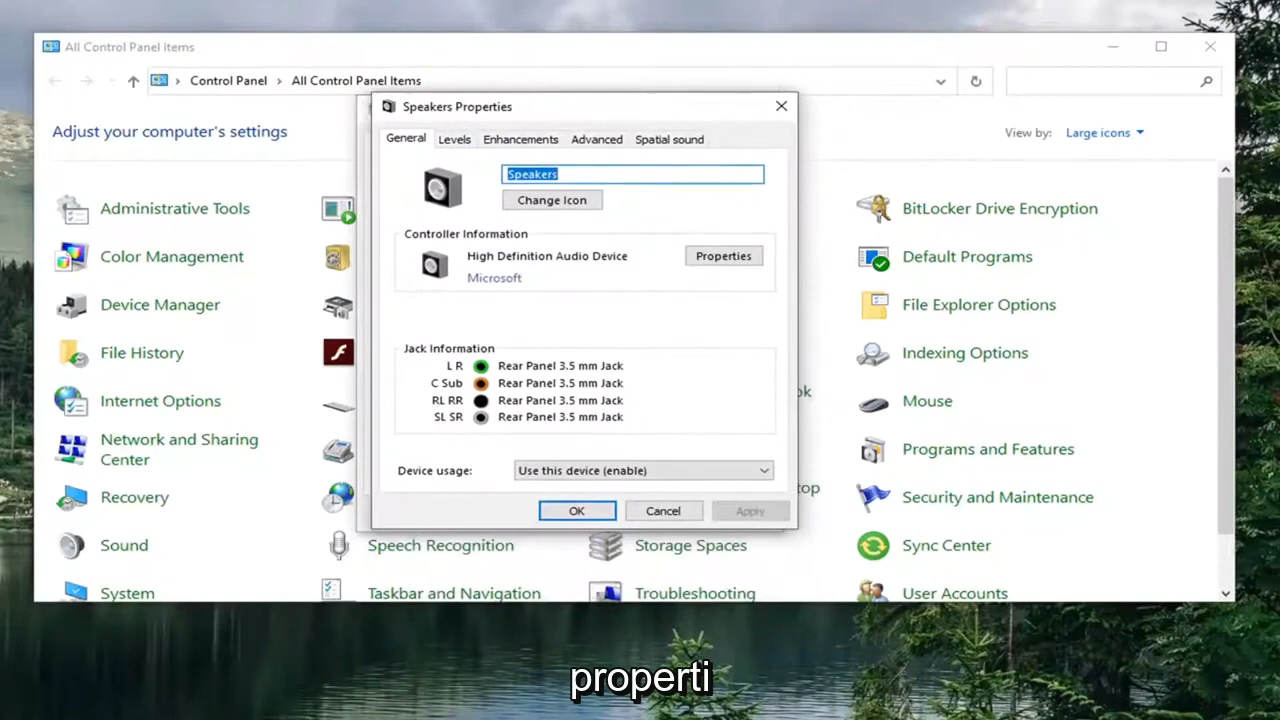 All Control Panel Items
Control Panel > All Control Panel Items
Adjust your computer's settings
View by: Large icons
Speakers Properties
General Levels Enhancements Advanced Spatial sound
Speakers
Change Icon
Controller Information
High Definition Audio Device
Properties
Microsoft
Jack Information
L R Rear Panel 3.5 mm Jack
C Sub Rear Panel 3.5 mm Jack
RL RR Rear Panel 3.5 mm Jack
SL SR Rear Panel 3.5 mm Jack
Device usage: Use this device (enable)
OK Cancel Apply
Administrative Tools
BitLocker Drive Encryption
Color Management
Default Programs
Device Manager
File Explorer Options
File History
Indexing Options
Internet Options
ok
Mouse
Network and Sharing
Center
Programs and Features
Recovery
top
Security and Maintenance
Sound
Speech Recognition
Storage Spaces
Sync Center
System
Taskbar and Navigation
Troubleshooting
User Accounts
properti